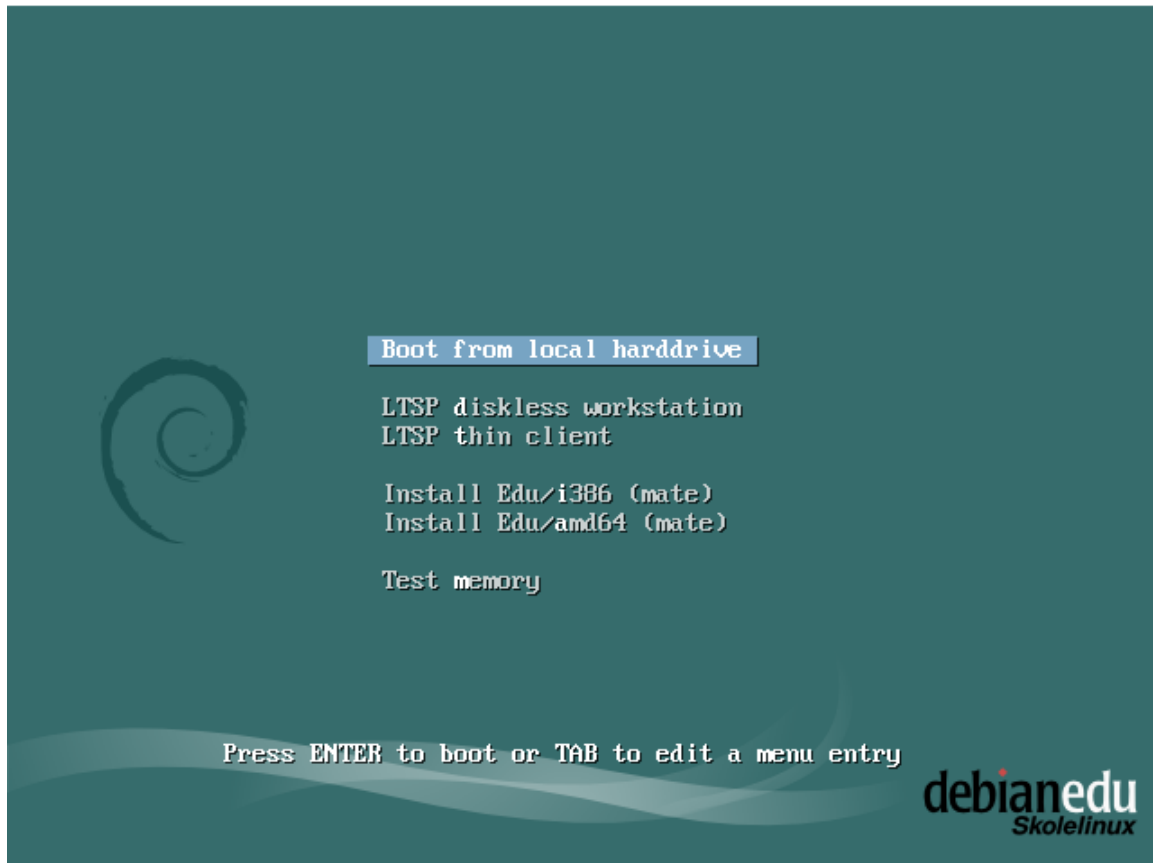 Boot from local harddrive
LTSP diskless workstation
LTSP thin client
Install Edu/i386 (mate)
Install Edu/amd64 (mate)
Test memory
Press ENTER to boot or TAB to edit a menu entry
debianedu
Skolelinux